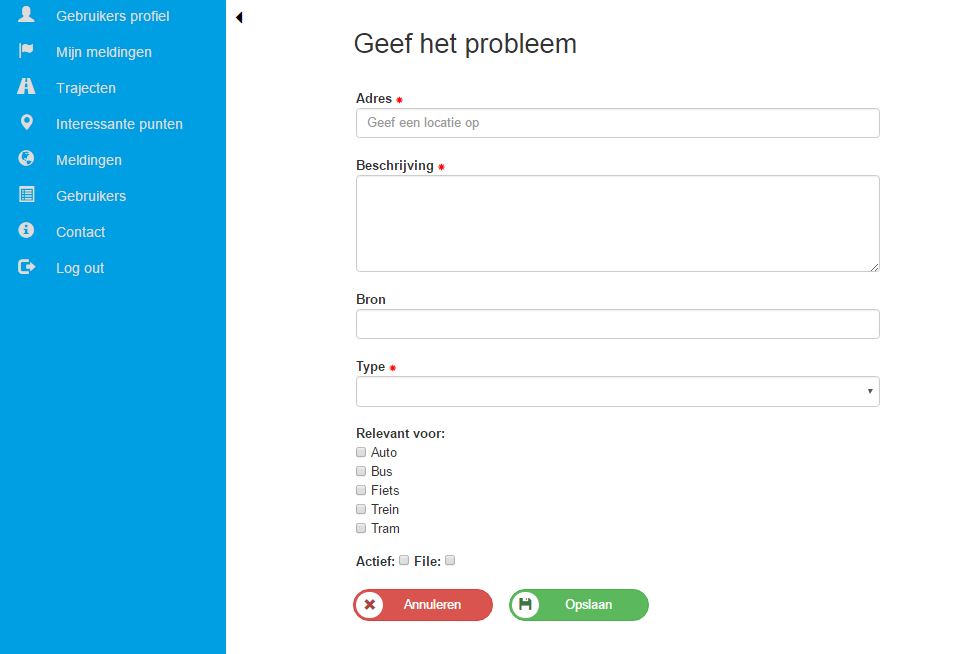 Gebruikers profiel
Mijn meldingen
Trajecten
Interessante punten
Meldingen
Gebruikers
Contact
Log out
Geef het probleem
Adres *
Geef een locatie op
Beschrijving *
Bron
Type *
Relevant voor:
Auto
Bus
Fiets
Trein
Tram
Actief: File:
Annuleren Opslaan